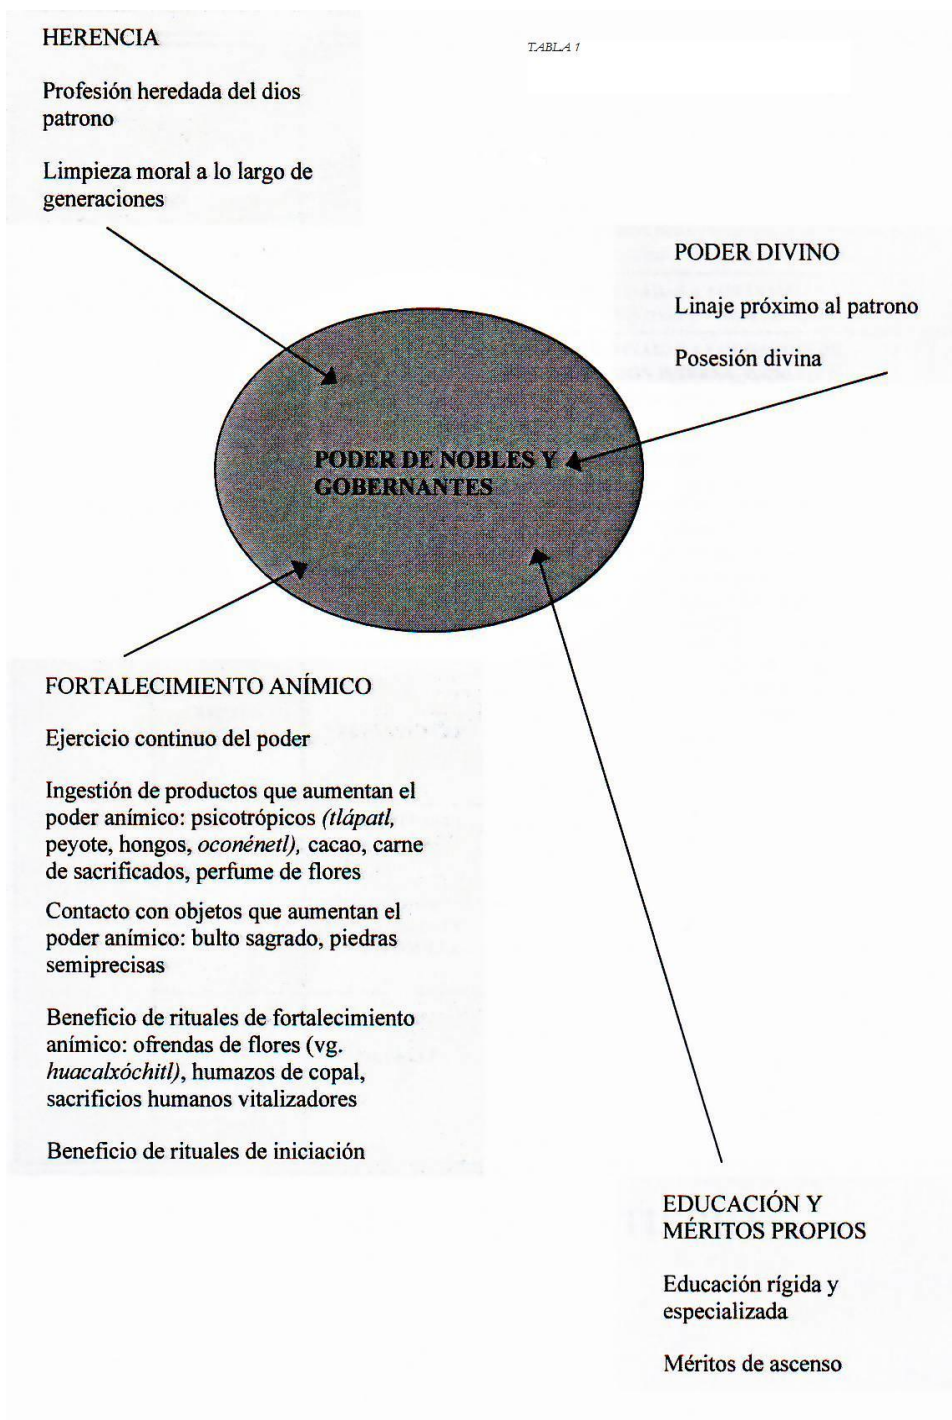 HERENCIA
TABLA 1
Profesión heredada del dios
patrono
Limpieza moral a lo largo de
generaciones
PODER DIVINO
Linaje próximo al patrono
Posesión divina
PODER DE NOBLES Y
GOBERNANTES
FORTALECIMIENTO ANÍMICO
Ejercicio continuo del poder
Ingestión de productos que aumentan el
poder anímico: psicotrópicos (tlápatl,
peyote, hongos, oconénetl), cacao, carne
de sacrificados, perfume de flores
Contacto con objetos que aumentan el
poder anímico: bulto sagrado, piedras
semiprecisas
Beneficio de rituales de fortalecimiento
anímico: ofrendas de flores (vg.
huacalxóchitl), humazos de copal,
sacrificios humanos vitalizadores
Beneficio de rituales de iniciación
EDUCACIÓN Y
MÉRITOS PROPIOS
Educación rígida y
especializada
Méritos de ascenso